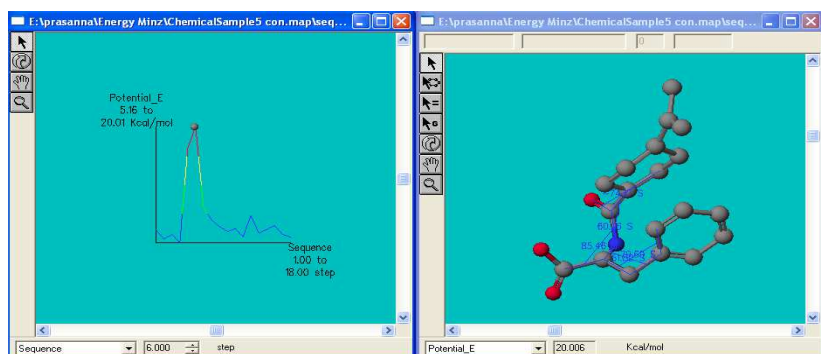 E:\prasanna\Energy Minz\ChemicalSample5 con.map\seq...
Potential_E
5.16 to
20.01 Kcal/mol
Sequence
1.00 to
18.00 step
Sequence 6.000 step
E:\prasanna\Energy Minz\ChemicalSample5 con.map\seq...
0
S
S
85.46
Potential_E 20.006 Kcal/mol